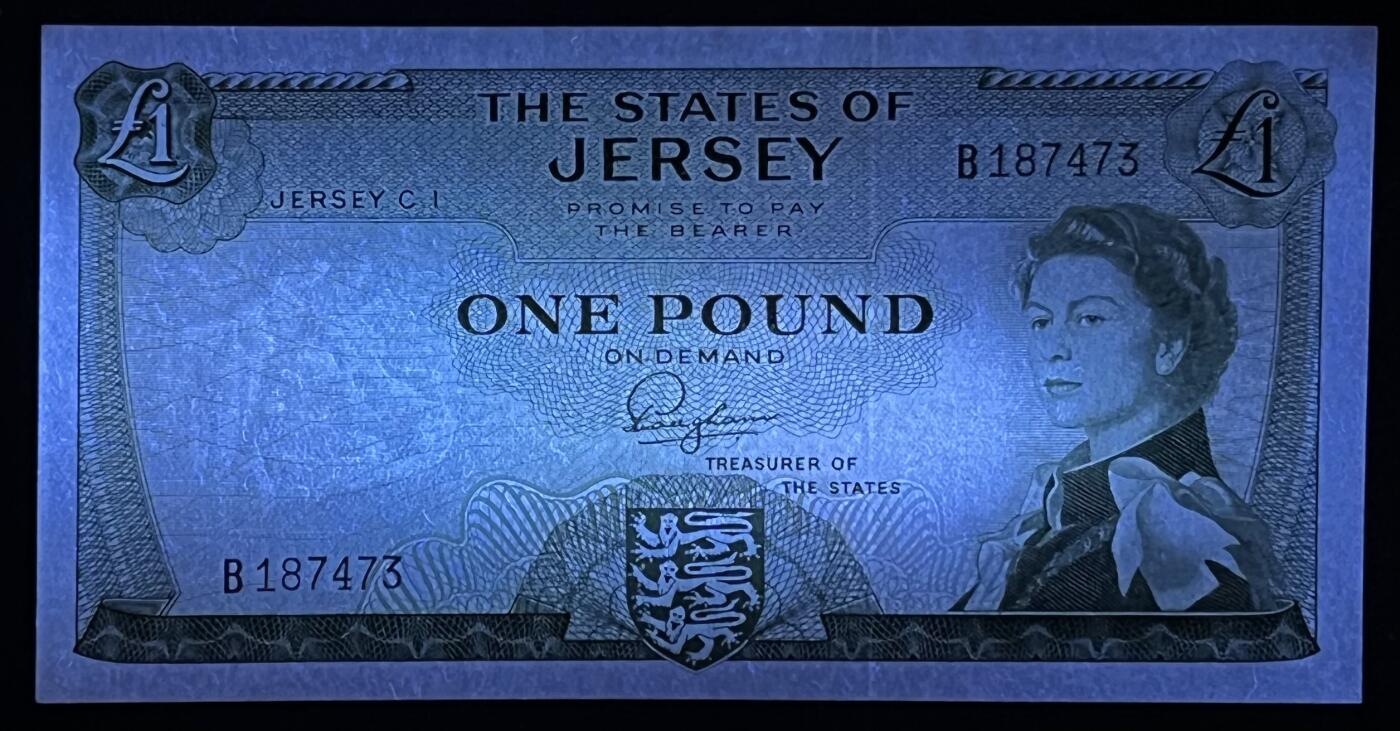 £1
£1
THE STATES OF
JERSEY
B187473
JERSEY C I
PROMISE TO PAY
THE BEARER
ONE POUND
ON DEMAND
TREASURER OF
THE STATES
B187473